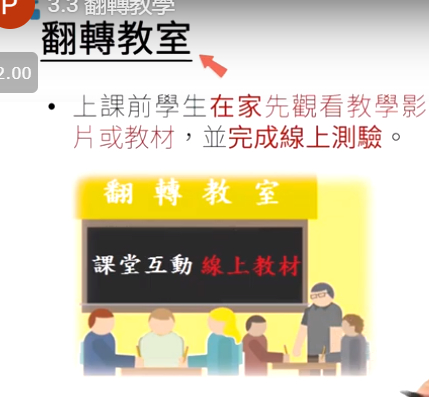 P 3.3 翻轉教學
翻轉教室
2.00
• 上課前學生在家先觀看教學影
片或教材，並完成線上測驗。
翻轉教室
課堂互動 線上教材